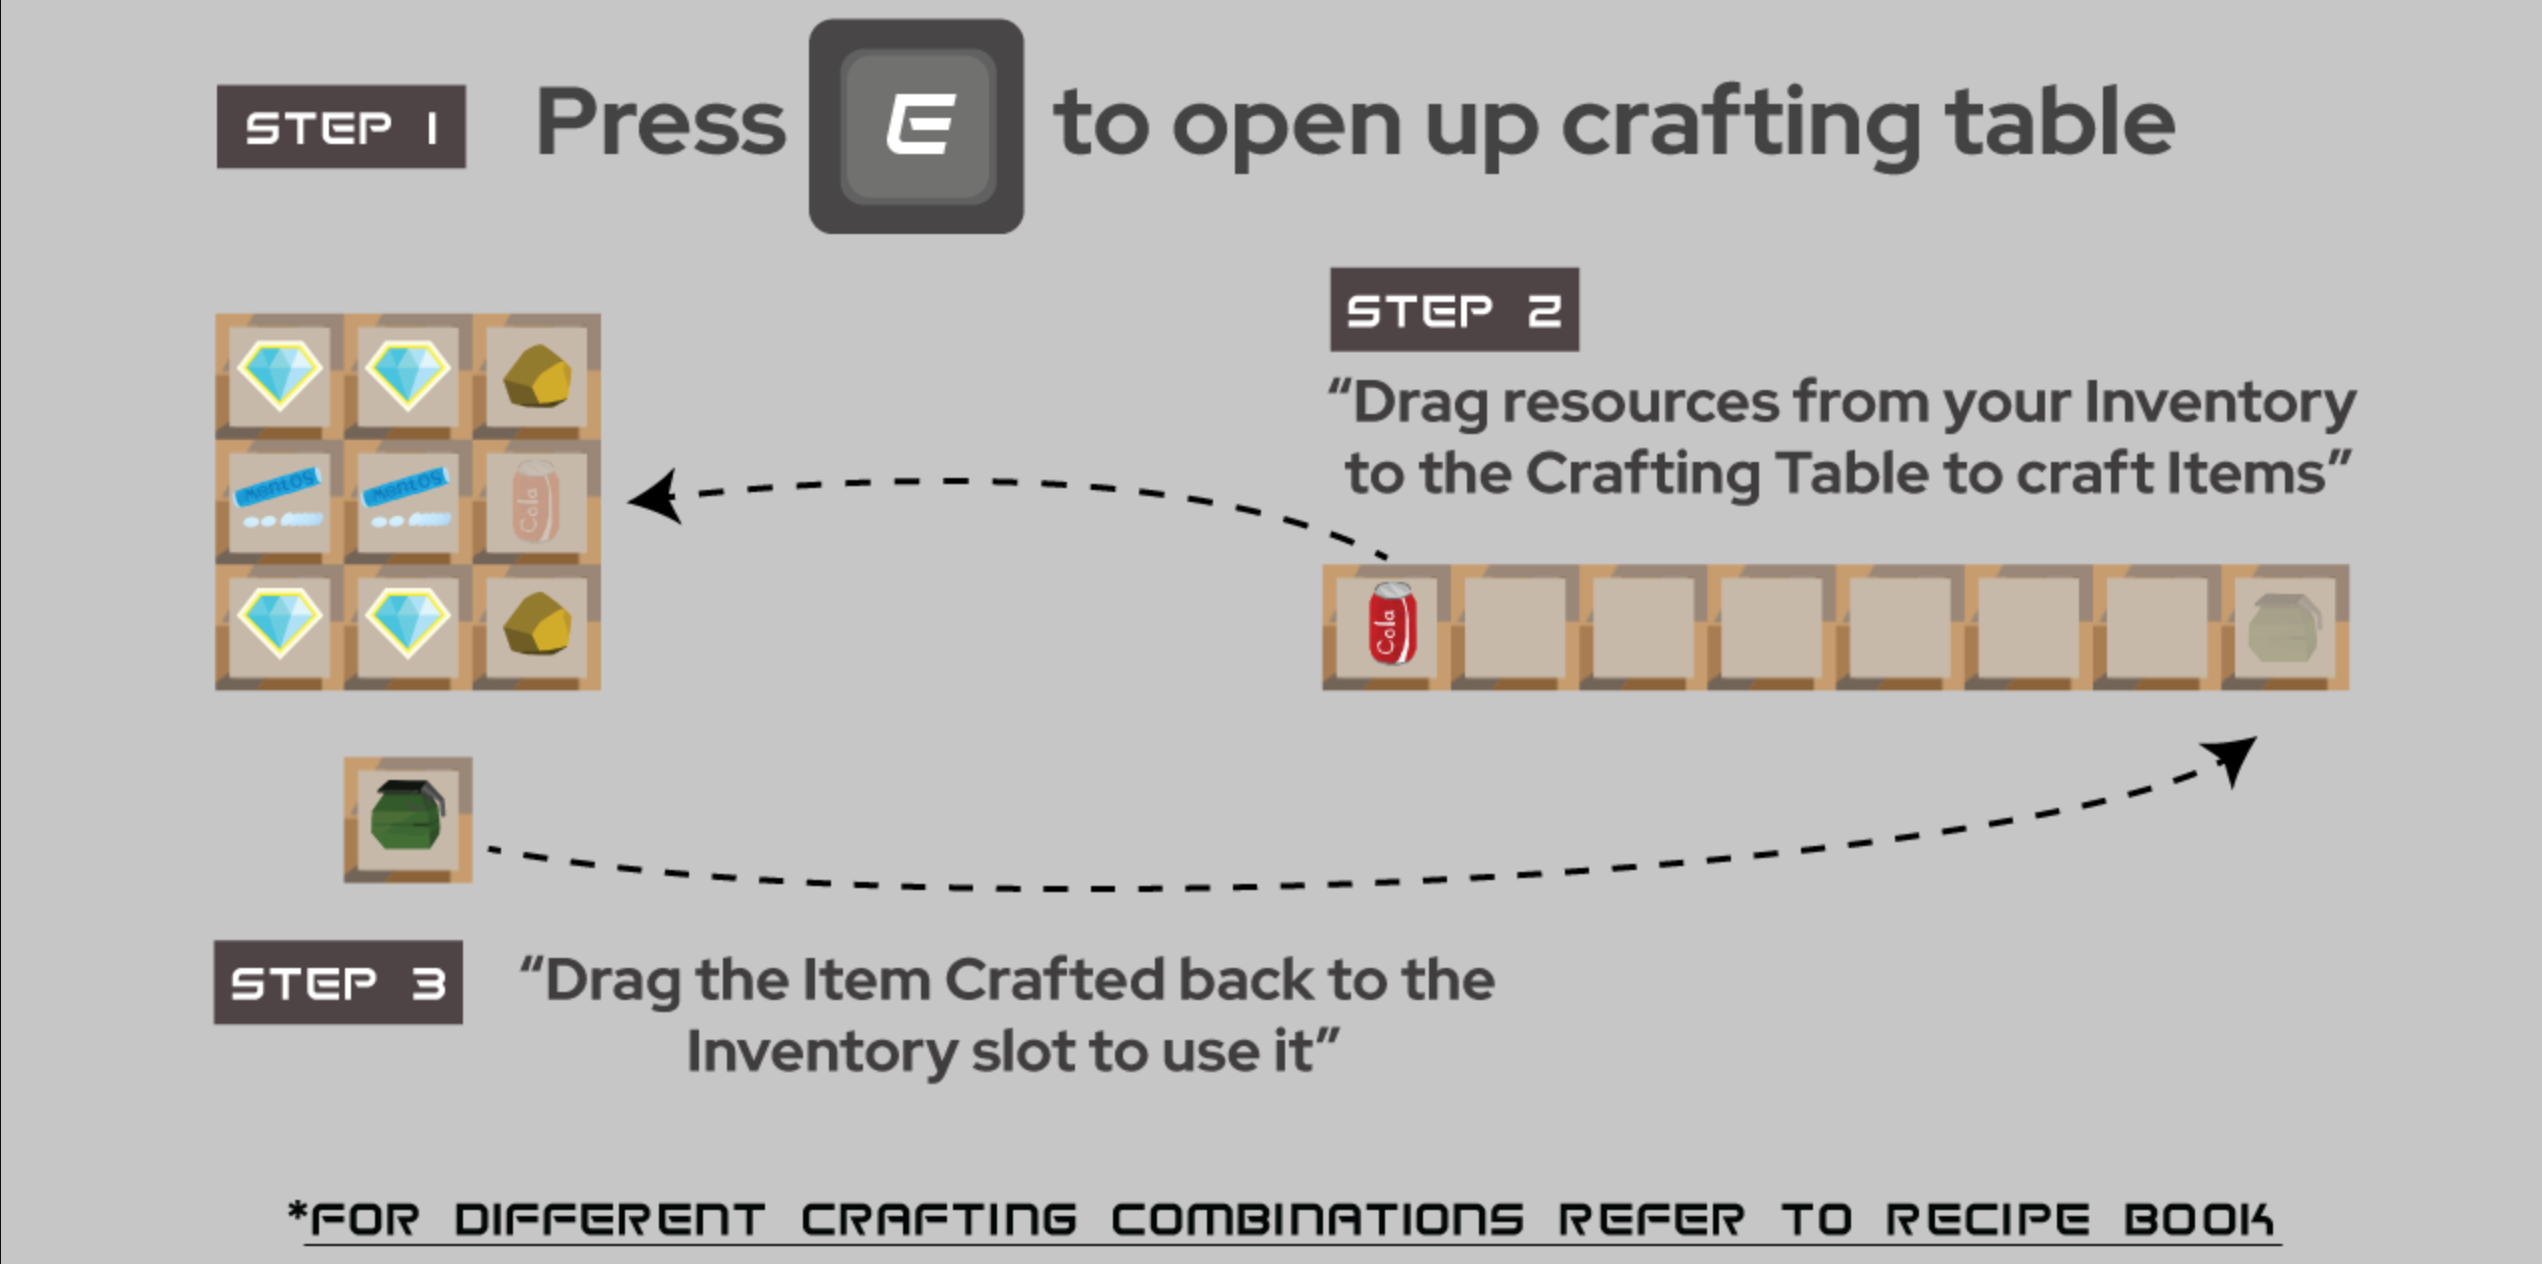 STEP 1
Press E to open up crafting table
STEP 2
“Drag resources from your Inventory
to the Crafting Table to craft Items”
MentOS
MentOS
Cola
Cola
STEP 3
“Drag the Item Crafted back to the
Inventory slot to use it”
*FOR DIFFERENT CRAFTING COMBINATIONS REFER TO RECIPE BOOK